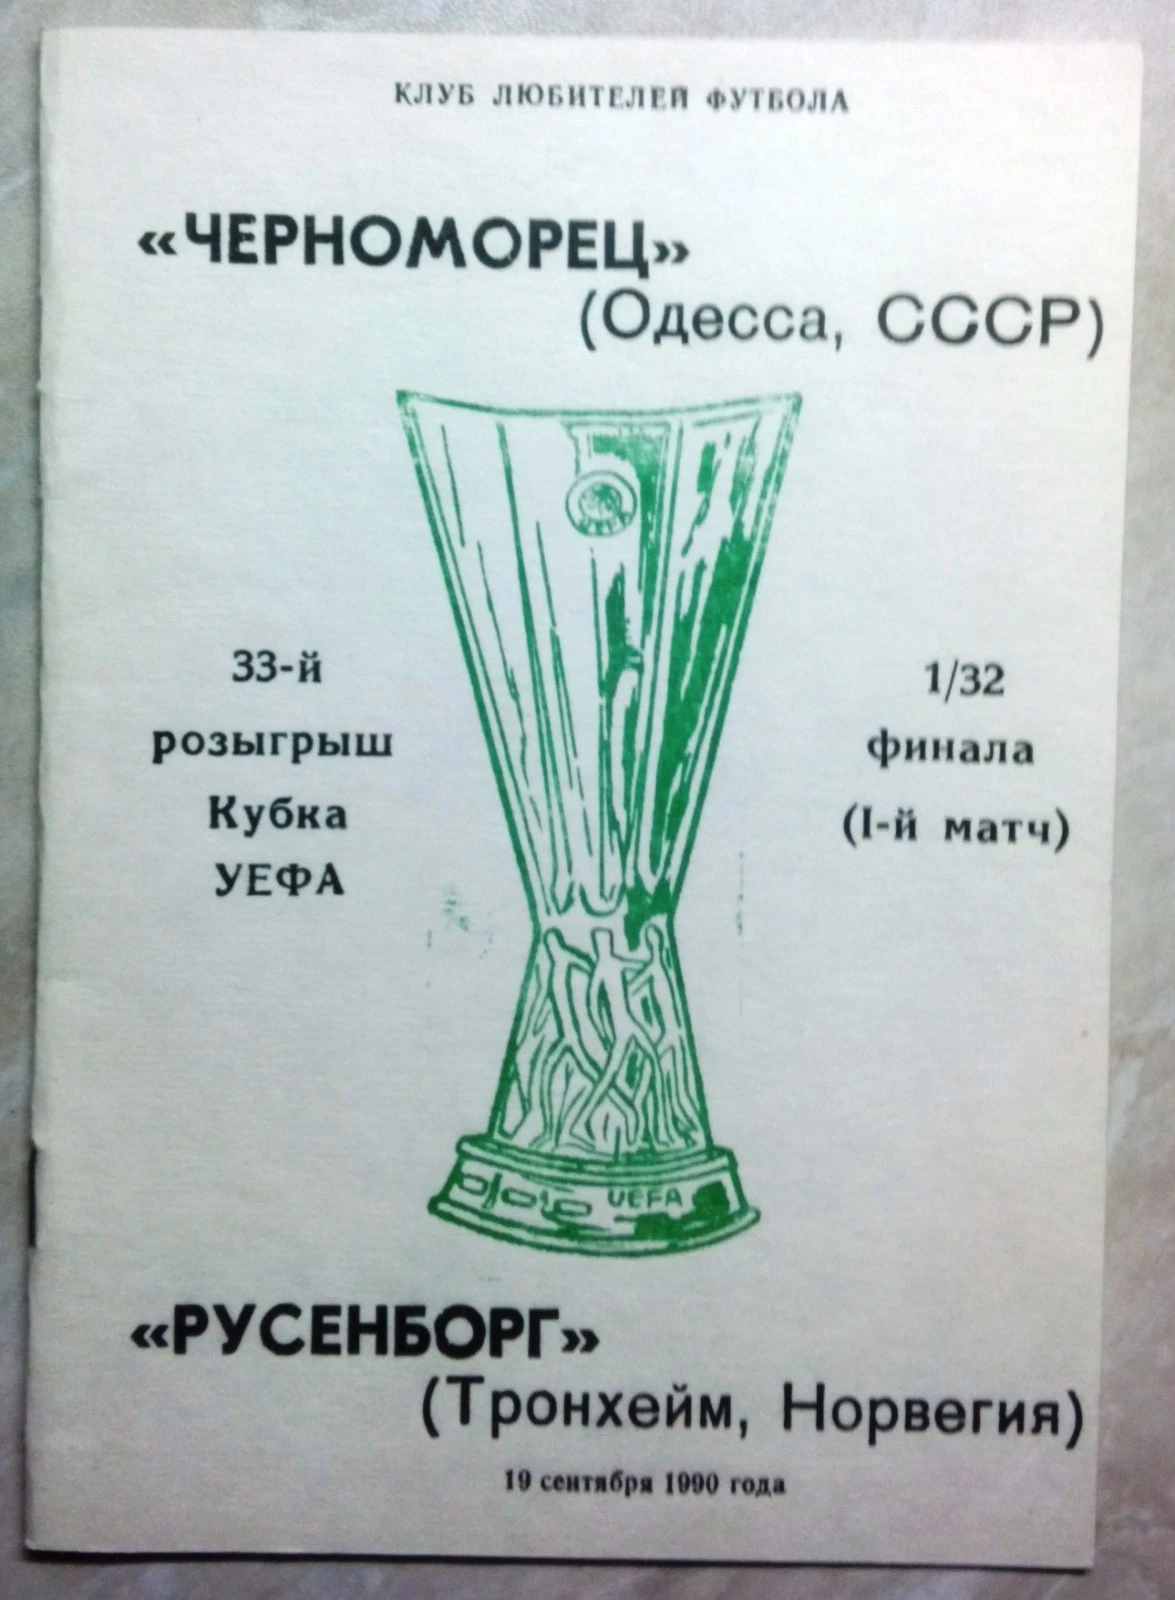 КЛУБ ЛЮБИТЕЛЕЙ ФУТБОЛА
«ЧЕРНОМОРЕЦ»
(Одесса, СССР)
UEFA
33-й
розыгрыш
Кубка
УЕФА
1/32
финала
(I-й матч)
UEFA
«РУСЕНБОРГ»
(Тронхейм, Норвегия)
19 сентября 1990 года